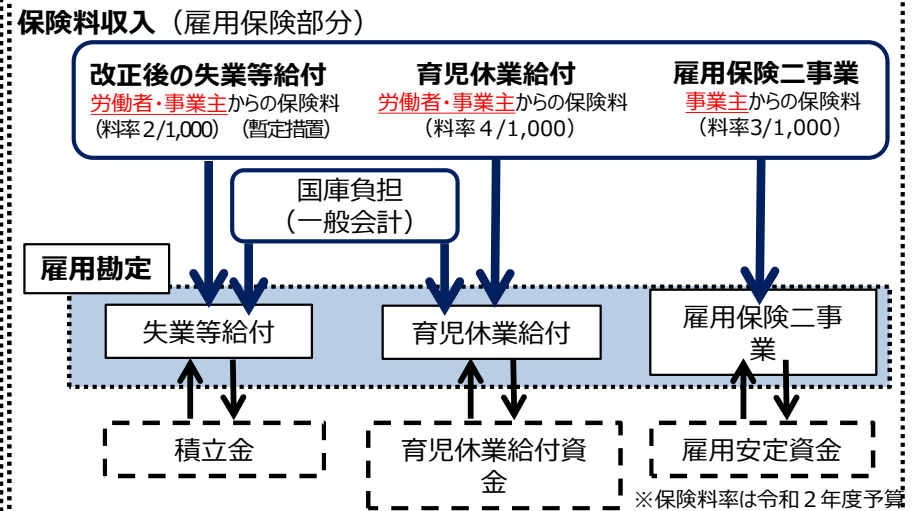 保険料収入（雇用保険部分）
改正後の失業等給付
労働者・事業主からの保険料
（料率２/1,000）（暫定措置）
育児休業給付
労働者・事業主からの保険料
（料率４/1,000）
雇用保険二事業
事業主からの保険料
（料率3/1,000）
国庫負担
（一般会計）
雇用勘定
失業等給付
育児休業給付
雇用保険二事
業
積立金
育児休業給付資
金
雇用安定資金
※保険料率は令和２年度予算